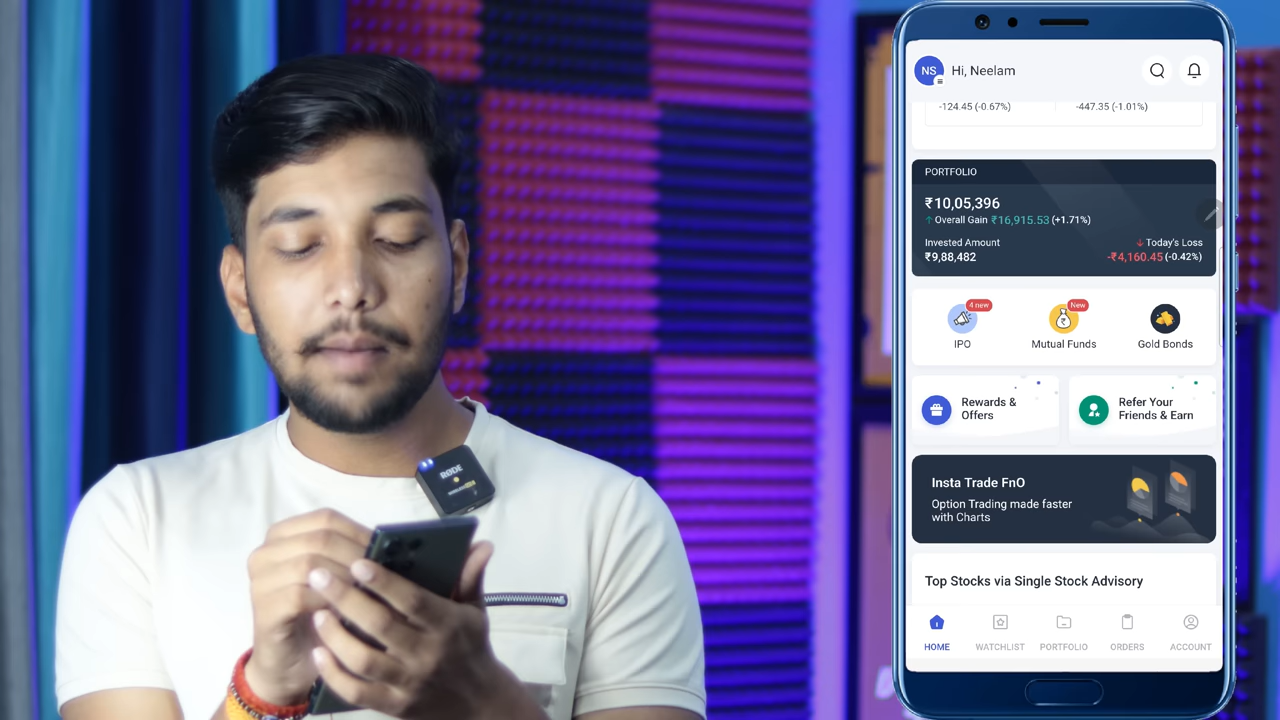 NS
Hi, Neelam
-124.45 (-0.67%)
-447.35 (-1.01%)
PORTFOLIO
₹10,05,396
↑ Overall Gain ₹16,915.53 (+1.71%)
Invested Amount
↓ Today's Loss
₹9,88,482
-₹4,160.45 (-0.42%)
4 new
New
IPO
Mutual Funds
Gold Bonds
Rewards &
Offers
Refer Your
Friends & Earn
Insta Trade FnO
Option Trading made faster
with Charts
Top Stocks via Single Stock Advisory
HOME
WATCHLIST
PORTFOLIO
ORDERS
ACCOUNT
RØDE